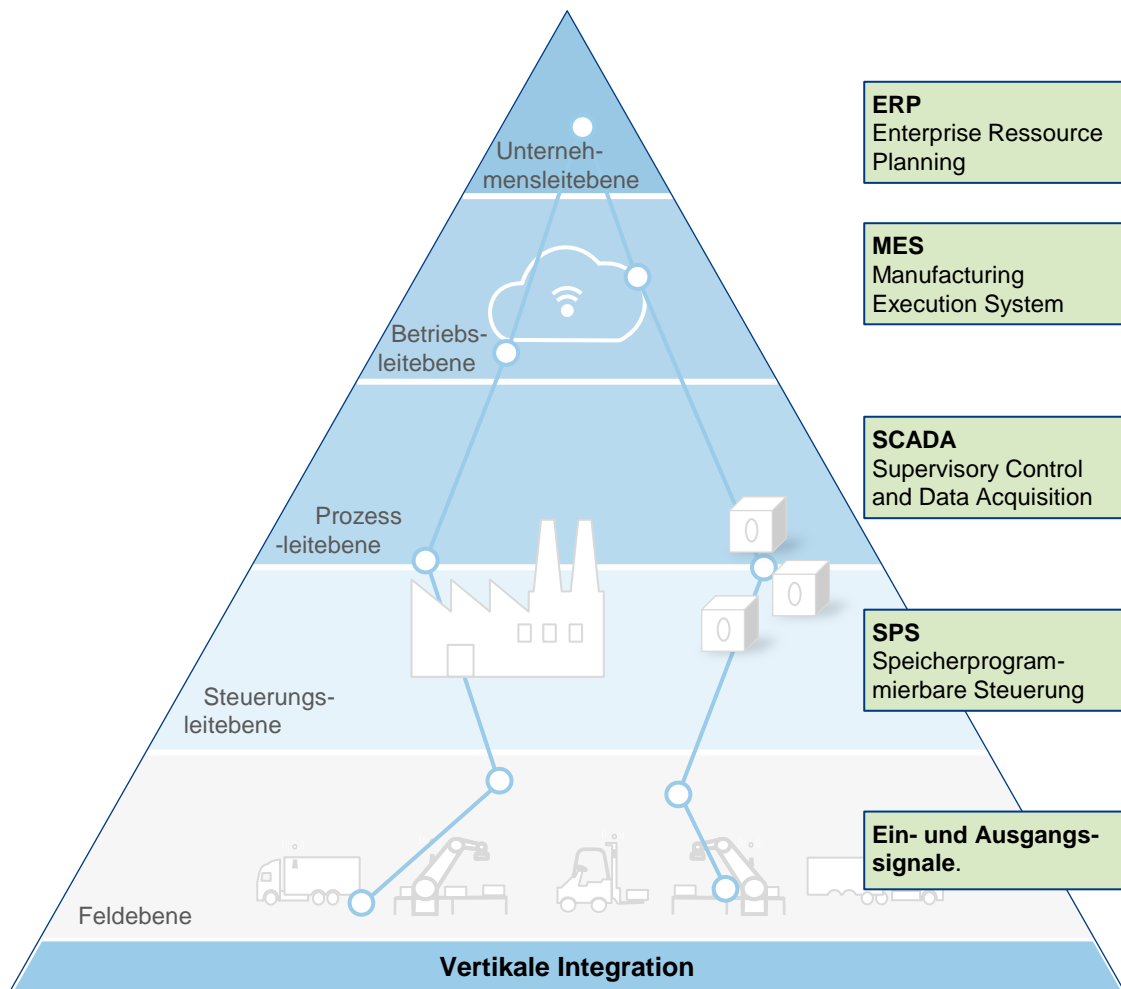 ERP
Enterprise Ressource
Planning
Unterneh-
mensleitebene
MES
Manufacturing
Execution System
Betriebs-
leitebene
SCADA
Supervisory Control
and Data Acquisition
Prozess
-leitebene
SPS
Speicherprogram-
mierbare Steuerung
Steuerungs-
leitebene
Ein- und Ausgangs-
signale.
Feldebene
Vertikale Integration